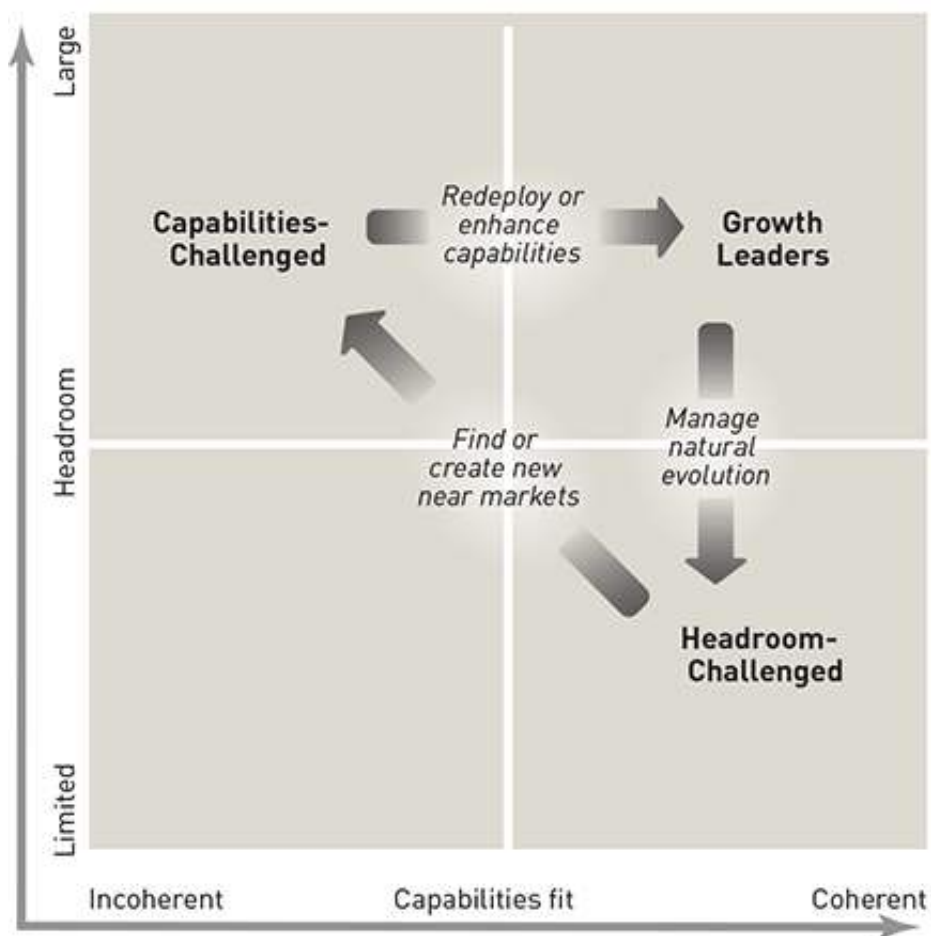 Large
Headroom
Limited
Capabilities-
Challenged
Redeploy or
enhance
capabilities
Growth
Leaders
Find or
create new
near markets
Manage
natural
evolution
Headroom-
Challenged
Incoherent
Capabilities fit
Coherent